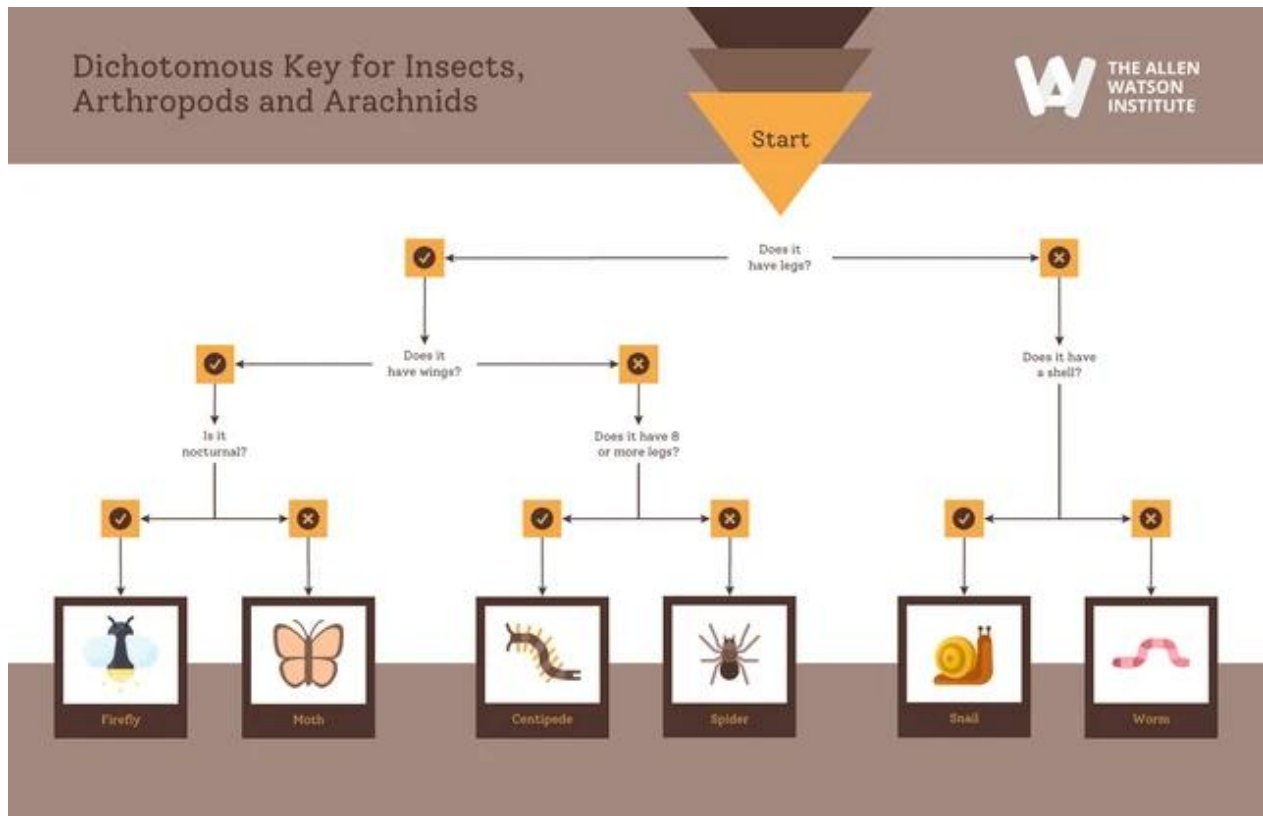 Dichotomous Key for Insects,
Arthropods and Arachnids
Start
THE ALLEN
WATSON
INSTITUTE
Does it
have legs?
Does it
have wings?
Does it have
a shell?
Is it
nocturnal?
Does it have 8
or more legs?
Firefly
Moth
Centipede
Spider
Snail
Worm